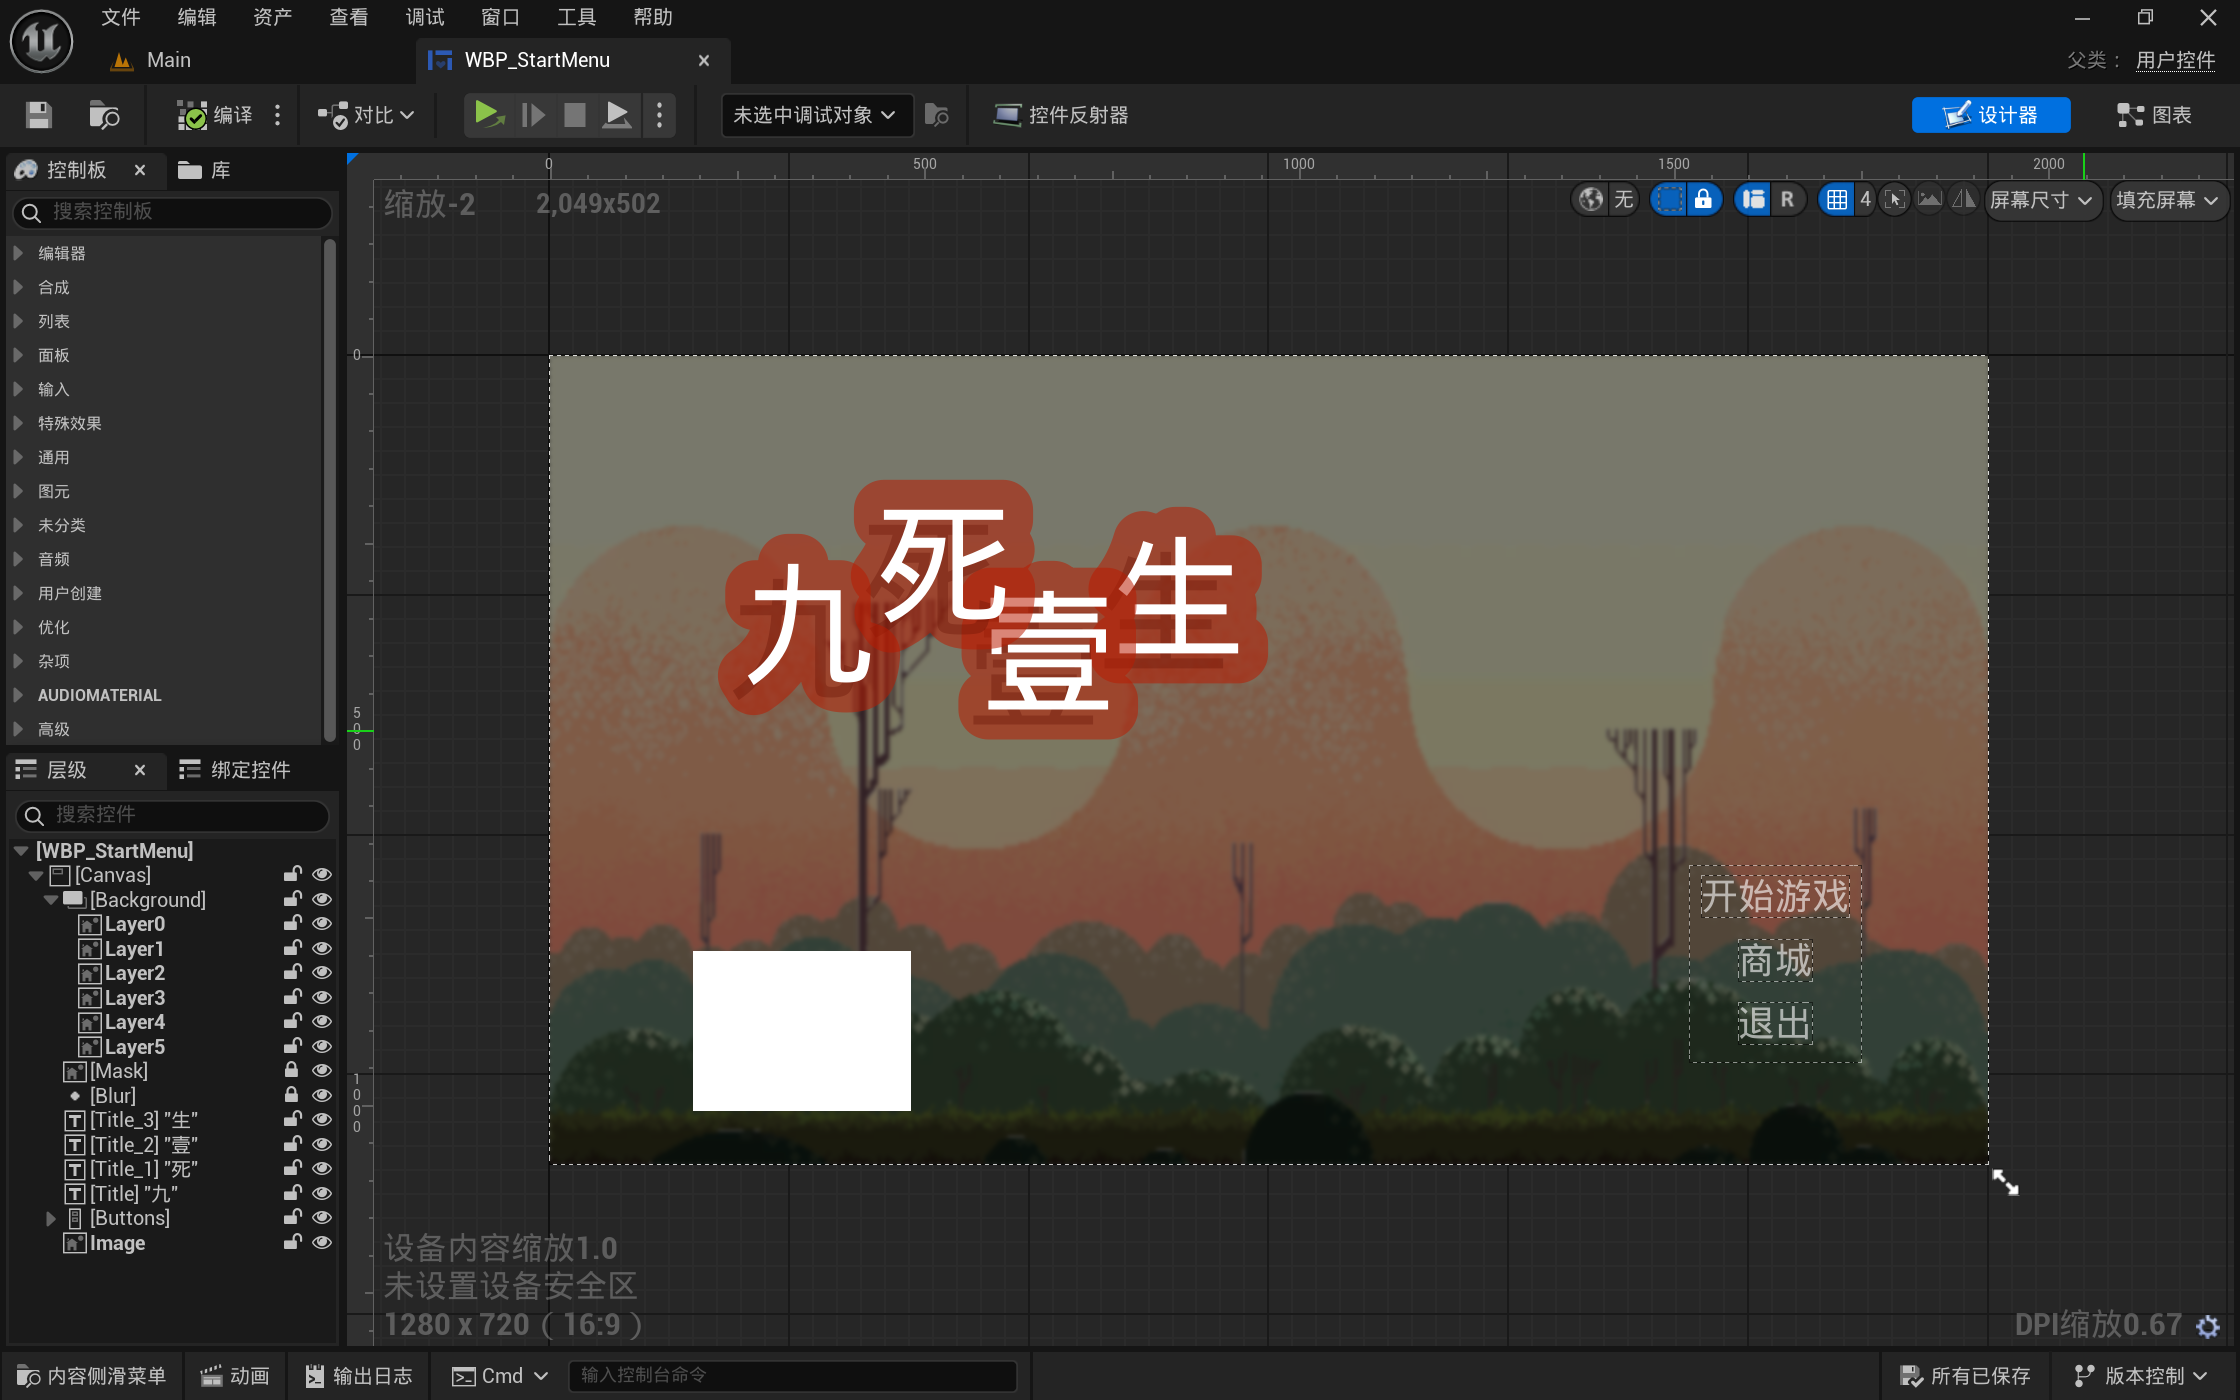 文件 编辑 资产 查看 调试 窗口 工具 帮助
Main
WBP_StartMenu
父类： 用户控件
编译
对比
未选中调试对象
控件反射器
设计器
图表
控制板
库
搜索控制板
编辑器
合成
列表
面板
输入
特殊效果
通用
图元
未分类
音频
用户创建
优化
杂项
AUDIOMATERIAL
高级
层级
绑定控件
搜索控件
[WBP_StartMenu]
[Canvas]
[Background]
Layer0
Layer1
Layer2
Layer3
Layer4
Layer5
[Mask]
[Blur]
[Title_3] "生"
[Title_2] "壹"
[Title_1] "死"
[Title] "九"
[Buttons]
Image
0 500 1000 1500 2000
缩放-2 2,049x502
无 R 4 屏幕尺寸 填充屏幕
0
500
1000
九死壹生
开始游戏
商城
退出
设备内容缩放1.0
未设置设备安全区
1280 x 720（16:9）
DPI缩放0.67
内容侧滑菜单
动画
输出日志
Cmd
输入控制台命令
所有已保存
版本控制